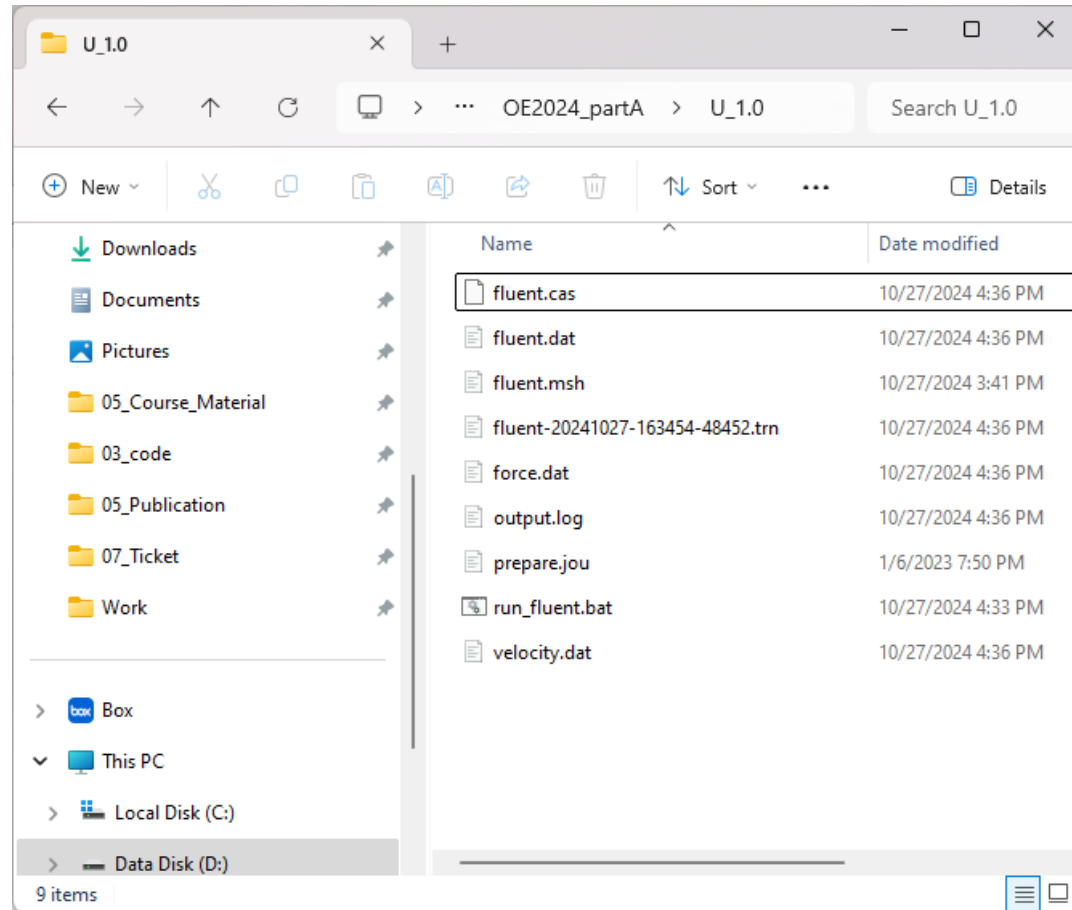 U_1.0
OE2024_partA > U_1.0
Search U_1.0
New
Sort
Details
Downloads
Documents
Pictures
05_Course_Material
03_code
05_Publication
07_Ticket
Work
box Box
This PC
Local Disk (C:)
Data Disk (D:)
Name Date modified
fluent.cas 10/27/2024 4:36 PM
fluent.dat 10/27/2024 4:36 PM
fluent.msh 10/27/2024 3:41 PM
fluent-20241027-163454-48452.trn 10/27/2024 4:36 PM
force.dat 10/27/2024 4:36 PM
output.log 10/27/2024 4:36 PM
prepare.jou 1/6/2023 7:50 PM
run_fluent.bat 10/27/2024 4:33 PM
velocity.dat 10/27/2024 4:36 PM
9 items